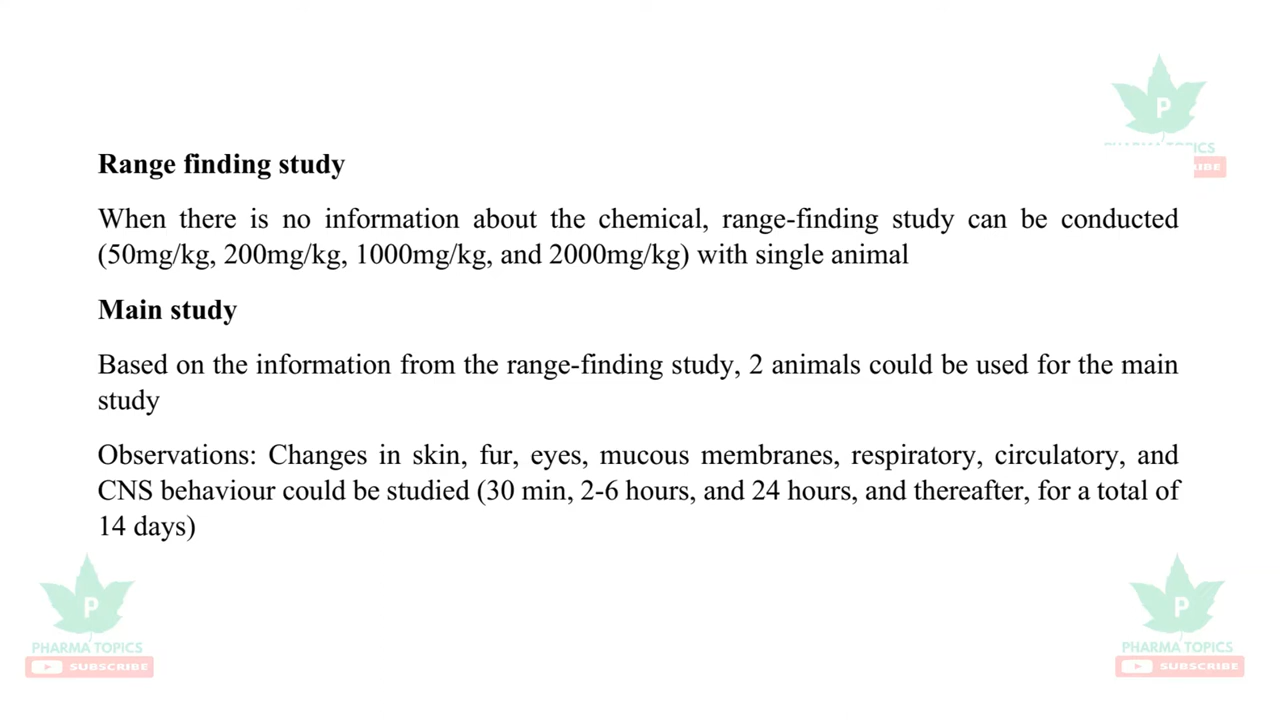 P
PHARMA TOPICS
IBE
Range finding study
When there is no information about the chemical, range-finding study can be conducted
(50mg/kg, 200mg/kg, 1000mg/kg, and 2000mg/kg) with single animal
Main study
Based on the information from the range-finding study, 2 animals could be used for the main
study
Observations: Changes in skin, fur, eyes, mucous membranes, respiratory, circulatory, and
CNS behaviour could be studied (30 min, 2-6 hours, and 24 hours, and thereafter, for a total of
14 days)
P
PHARMA TOPICS
SUBSCRIBE
P
PHARMA TOPICS
SUBSCRIBE